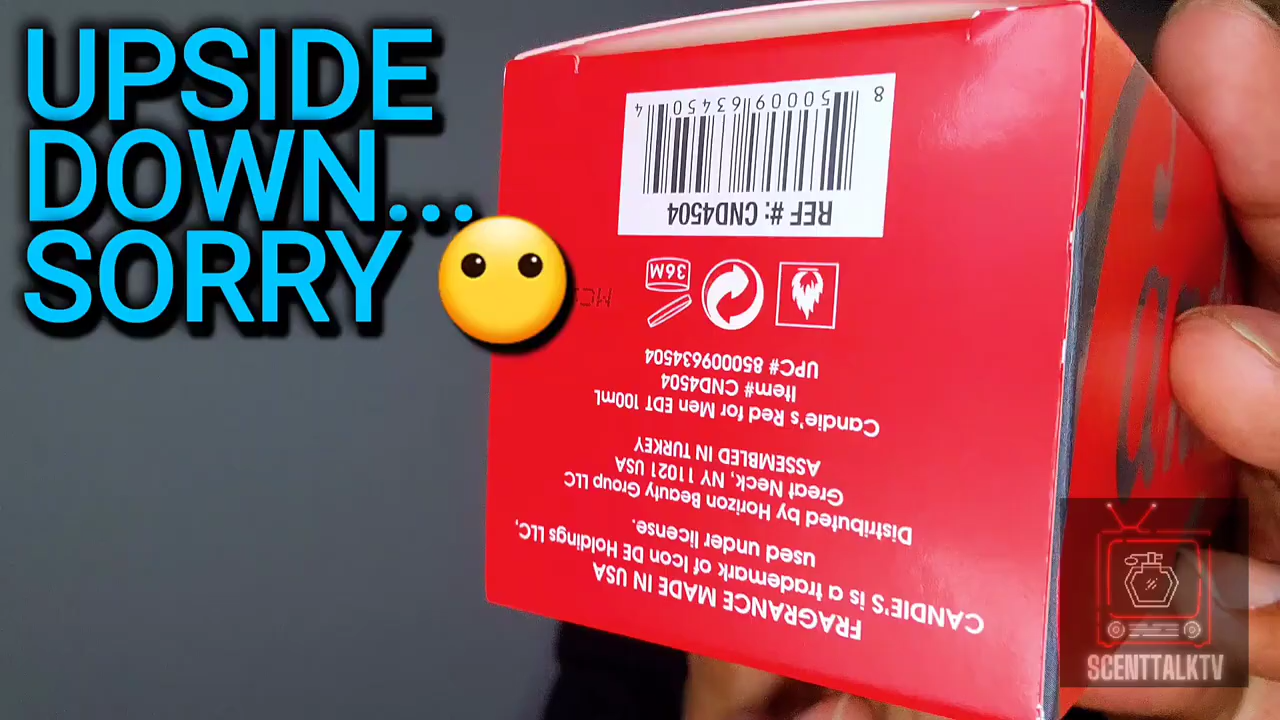 UPSIDE
DOWN...
SORRY
FRAGRANCE MADE IN USA
CANDIE'S is a trademark of Icon DE Holdings LLC,
used under license.
Distributed by Horizon Beauty Group LLC
Great Neck, NY 11021 USA
ASSEMBLED IN TURKEY
Candie's Red for Men EDT 100mL
Item# CND4504
UPC# 850009634504
36M
REF #: CND4504
8 50009 63450 4
SCENTTALKTV